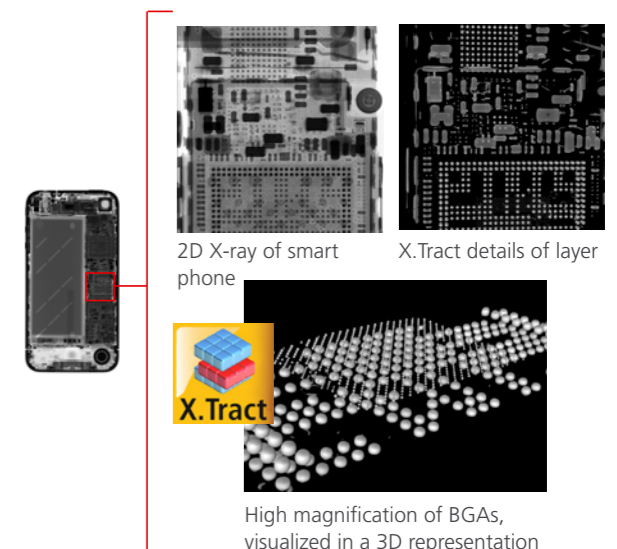 2D X-ray of smart
phone
X.Tract details of layer
X.Tract
High magnification of BGAs,
visualized in a 3D representation